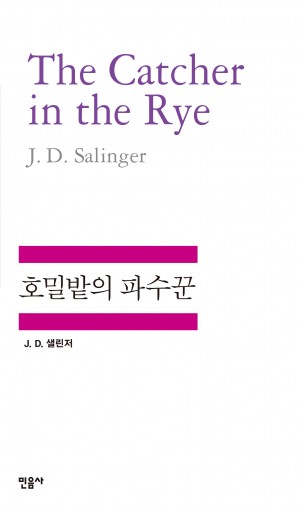 The Catcher
in the Rye
J. D. Salinger
호밀밭의 파수꾼
J. D. 샐린저
민음사